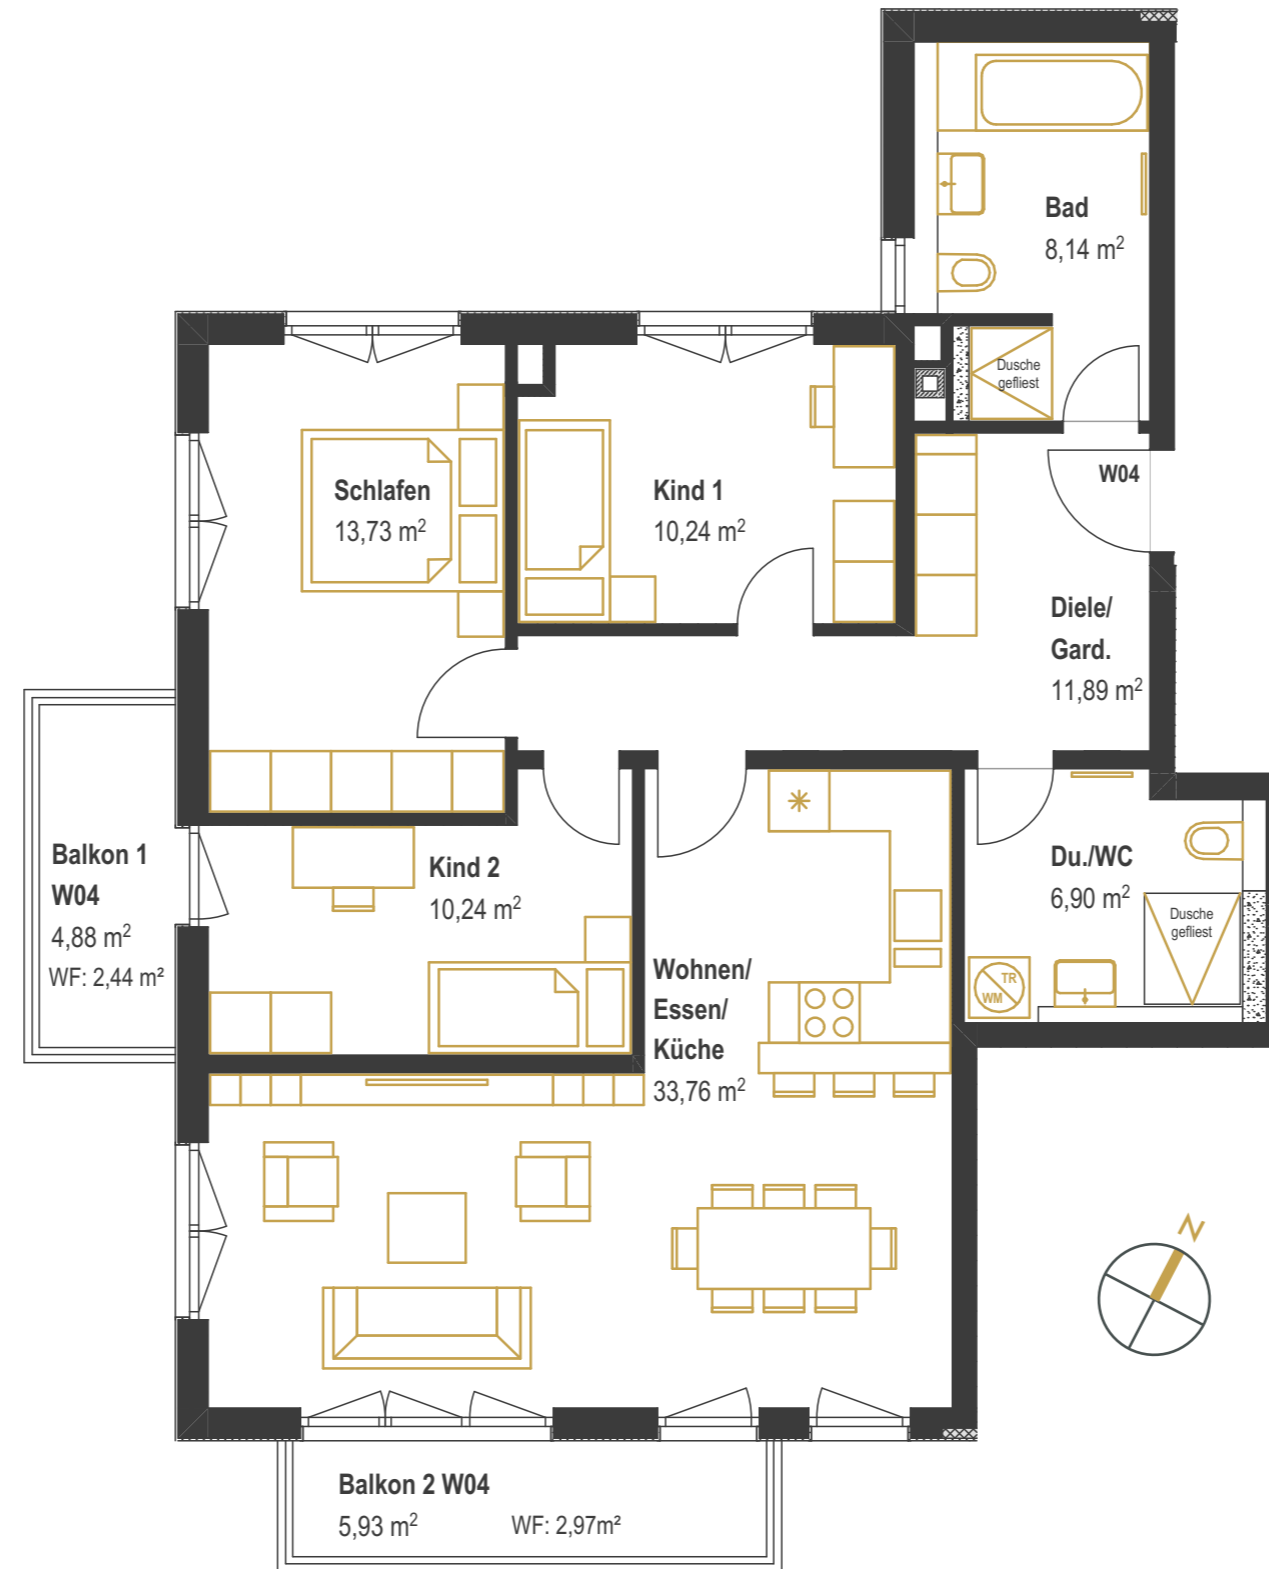 Bad
8,14 m²
Dusche
gefliest
W04
Schlafen
13,73 m²
Kind 1
10,24 m²
Diele/
Gard.
11,89 m²
Balkon 1
W04
4,88 m²
WF: 2,44 m²
Kind 2
10,24 m²
Wohnen/
Essen/
Küche
33,76 m²
Du./WC
6,90 m²
Dusche
gefliest
TR
WM
N
Balkon 2 W04
5,93 m² WF: 2,97m²